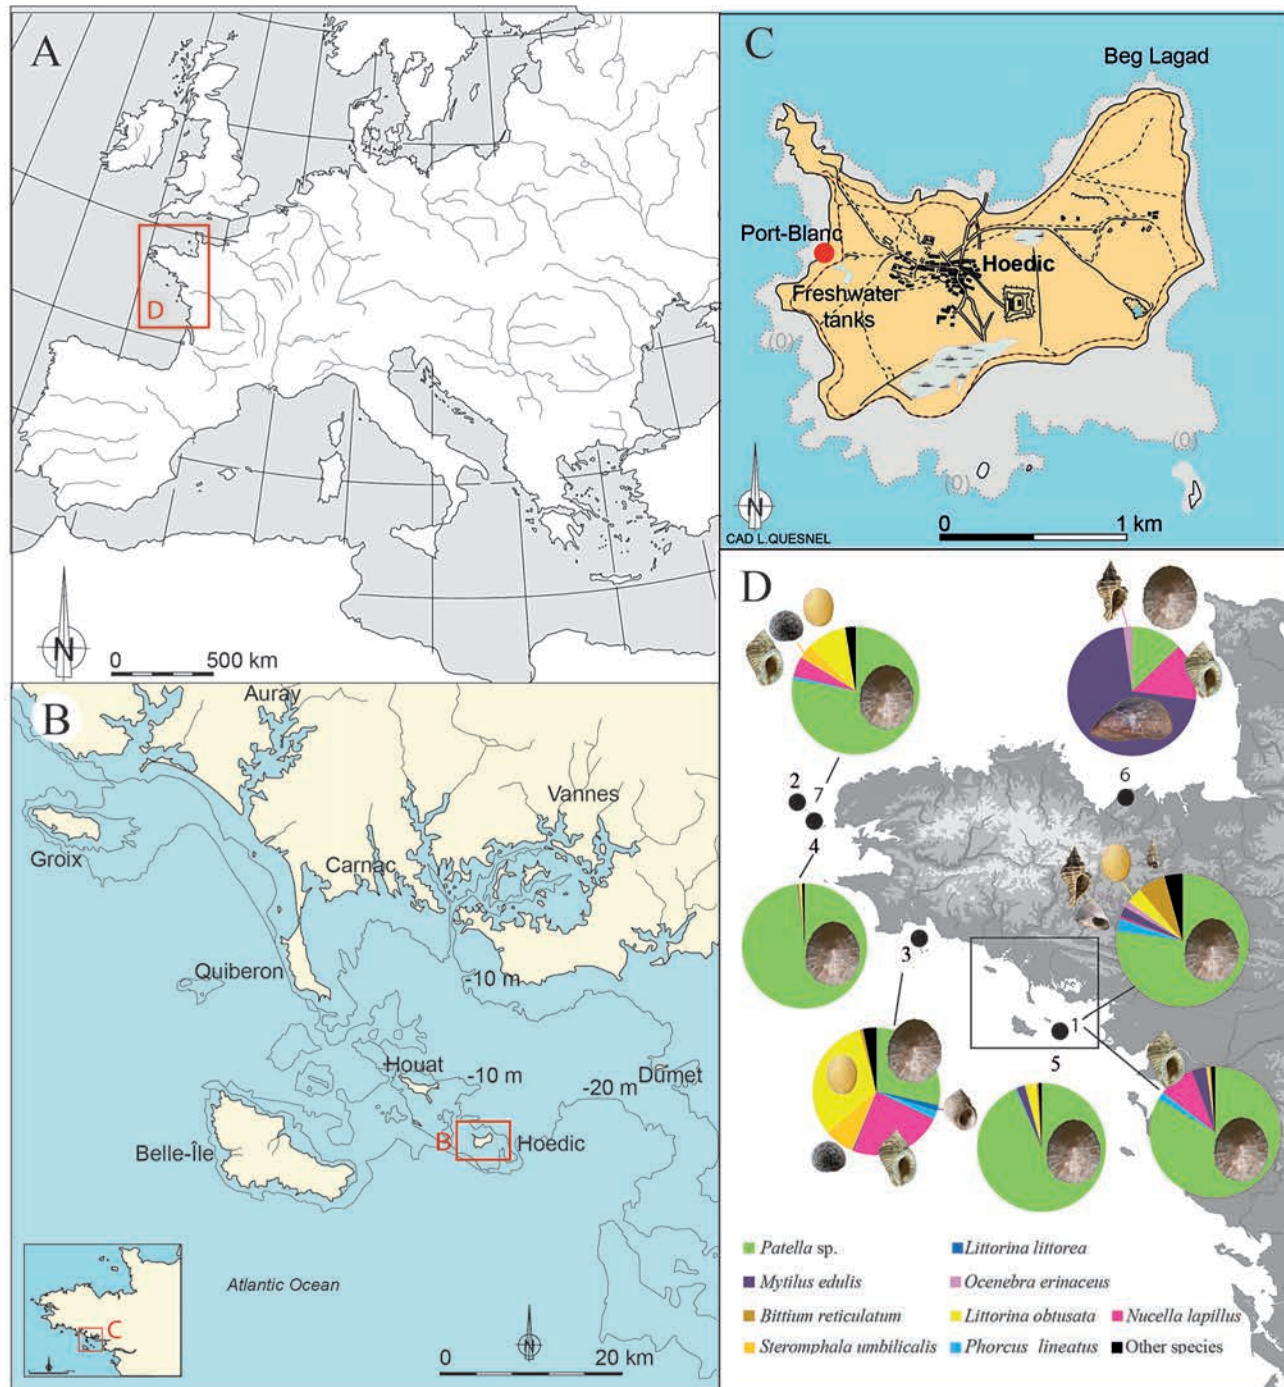 A
D
N
0 500 km
C
Beg Lagad
Port-Blanc
Hoedic
Freshwater
tanks
(0)
(0)
(0)
N
0 1 km
CAD L.QUESNEL
B
Auray
Vannes
Groix
Carnac
0
Quiberon
-10 m
Houat
-10 m
-20 m
Dumet
B
Hoedic
Belle-Île
Atlantic Ocean
C
N
0 20 km
D
2
7
6
4
3
1
5
Patella sp.
Littorina littorea
Mytilus edulis
Ocenebra erinaceus
Bittium reticulatum
Littorina obtusata
Nucella lapillus
Steromphala umbilicalis
Phorcus lineatus
Other species